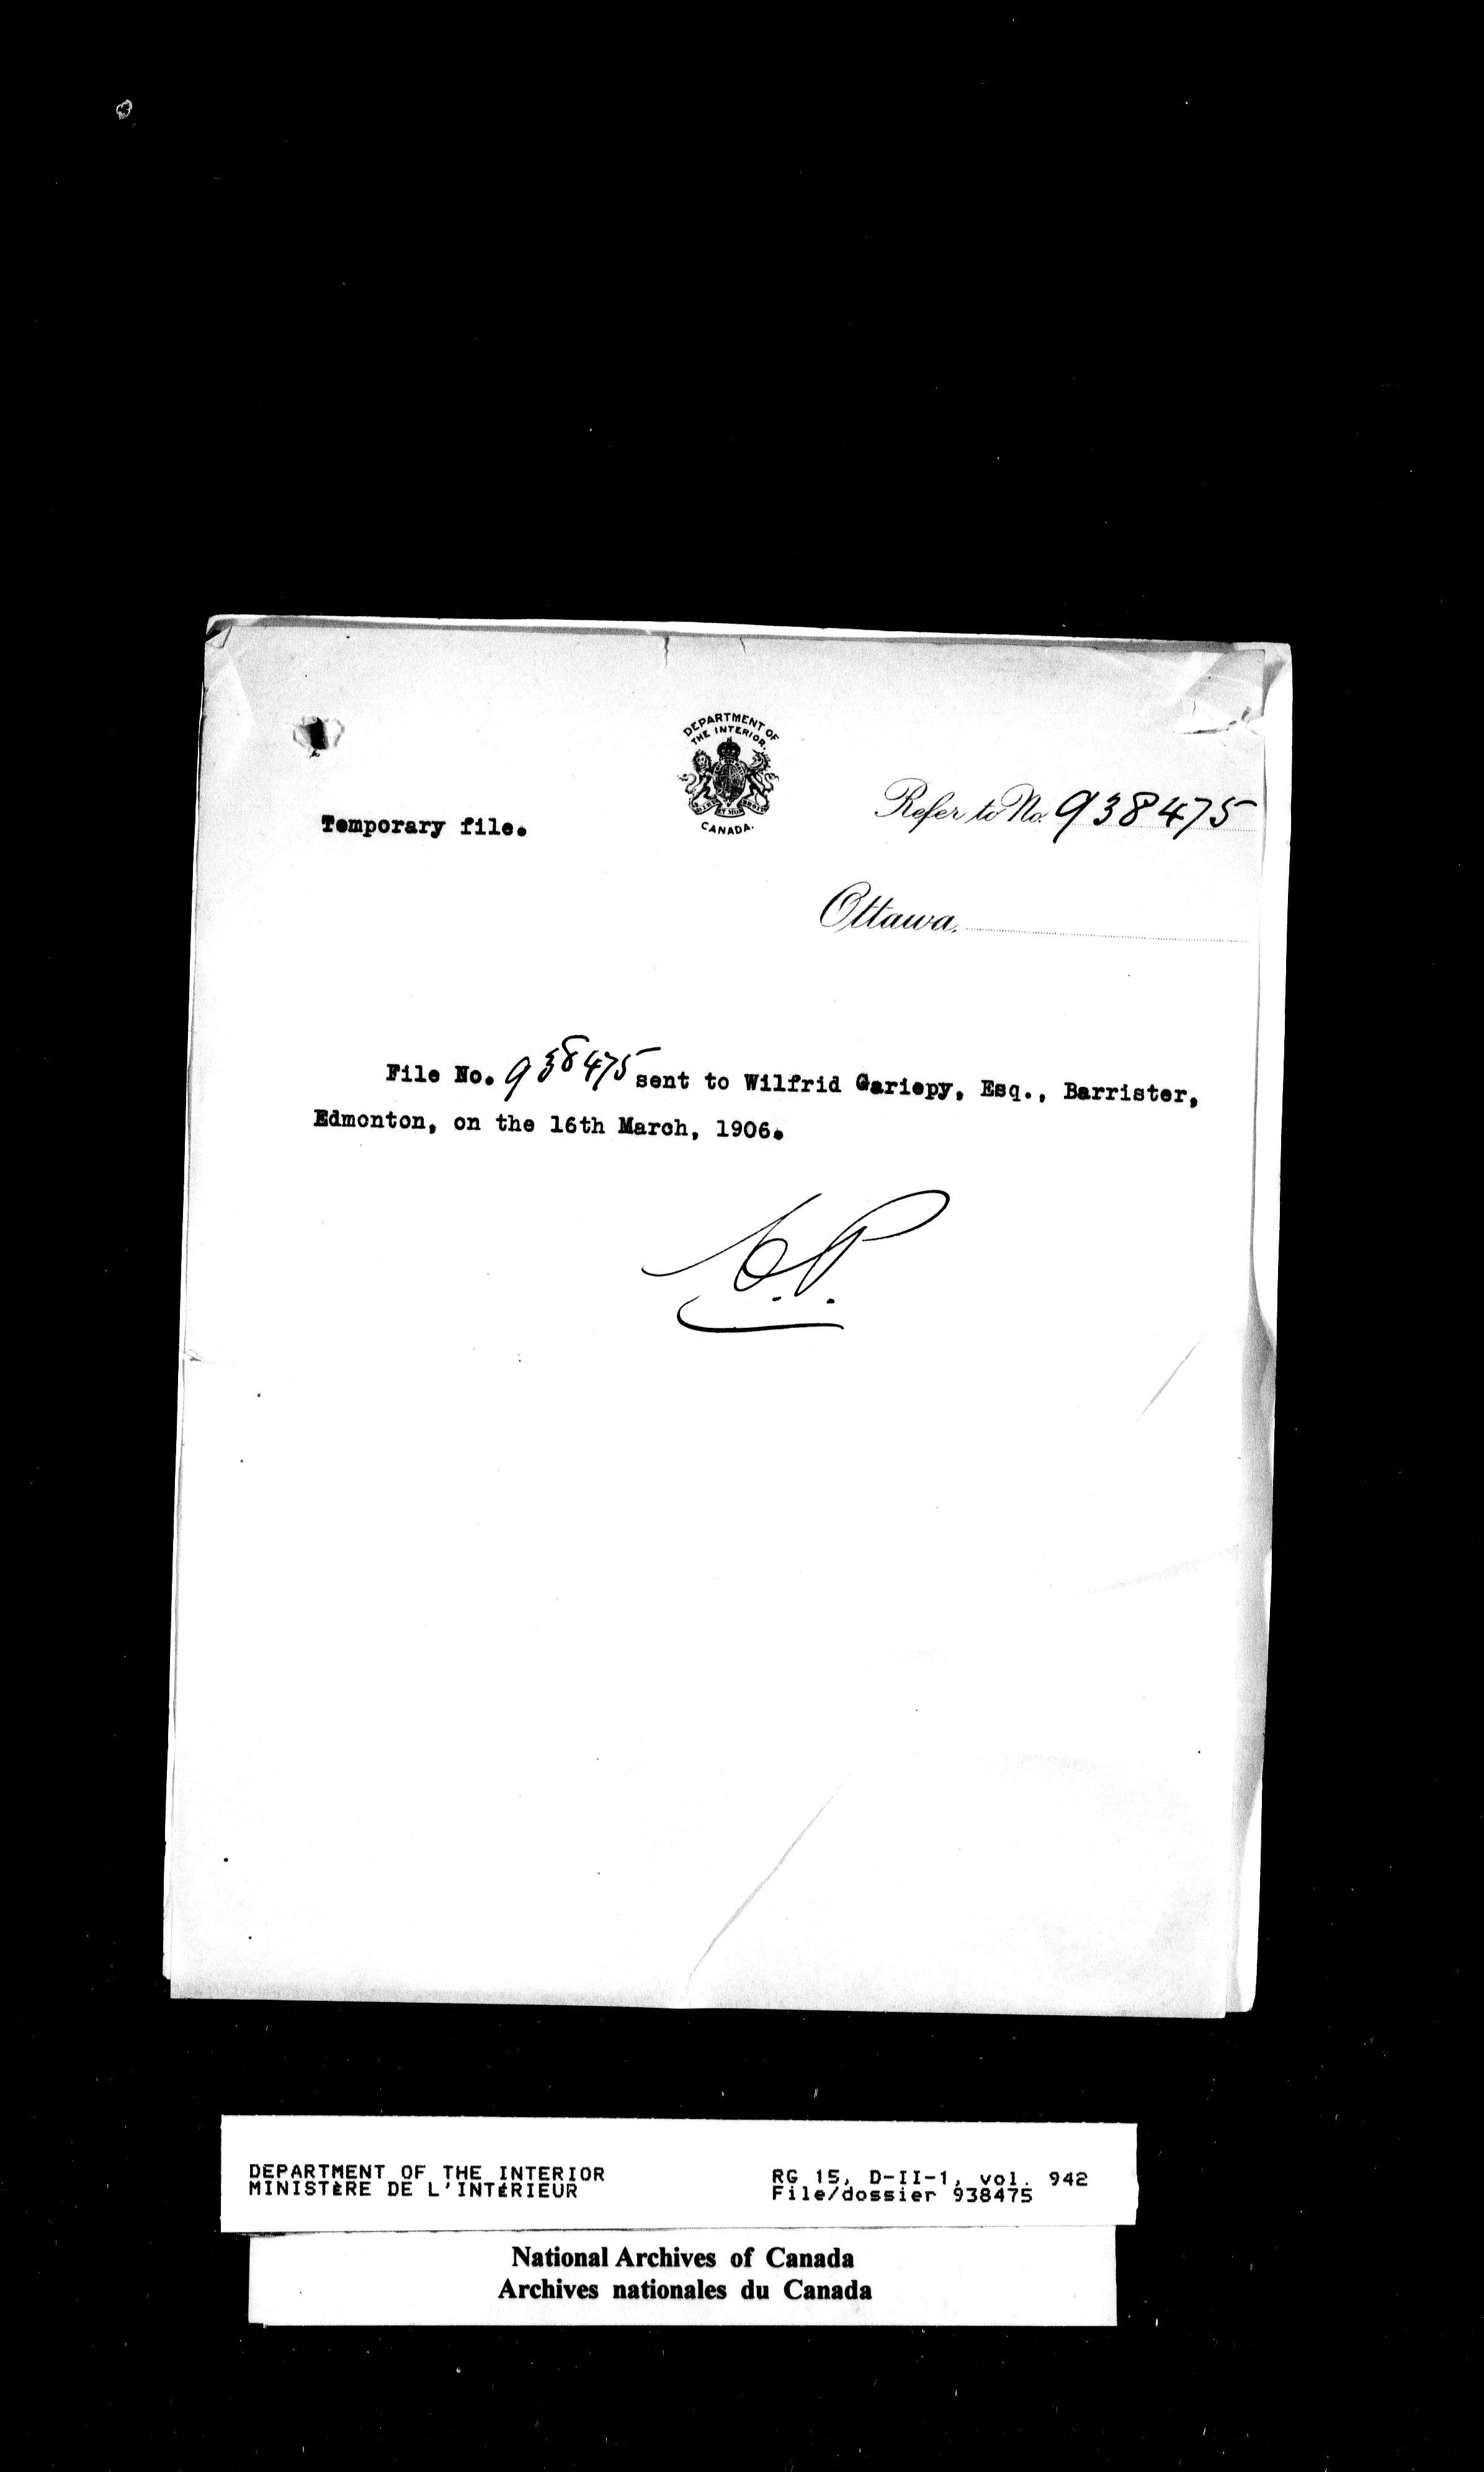 DEPARTMENT OF
THE INTERIOR.
CANADA.
Temporary file.
Refer to No. 938475
Ottawa,
File No. 938475 sent to Wilfrid Gariepy, Esq., Barrister,
Edmonton, on the 16th March, 1906.
DEPARTMENT OF THE INTERIOR
MINISTÈRE DE L'INTÉRIEUR
RG 15, D-II-1, vol. 942
File/dossier 938475
National Archives of Canada
Archives nationales du Canada